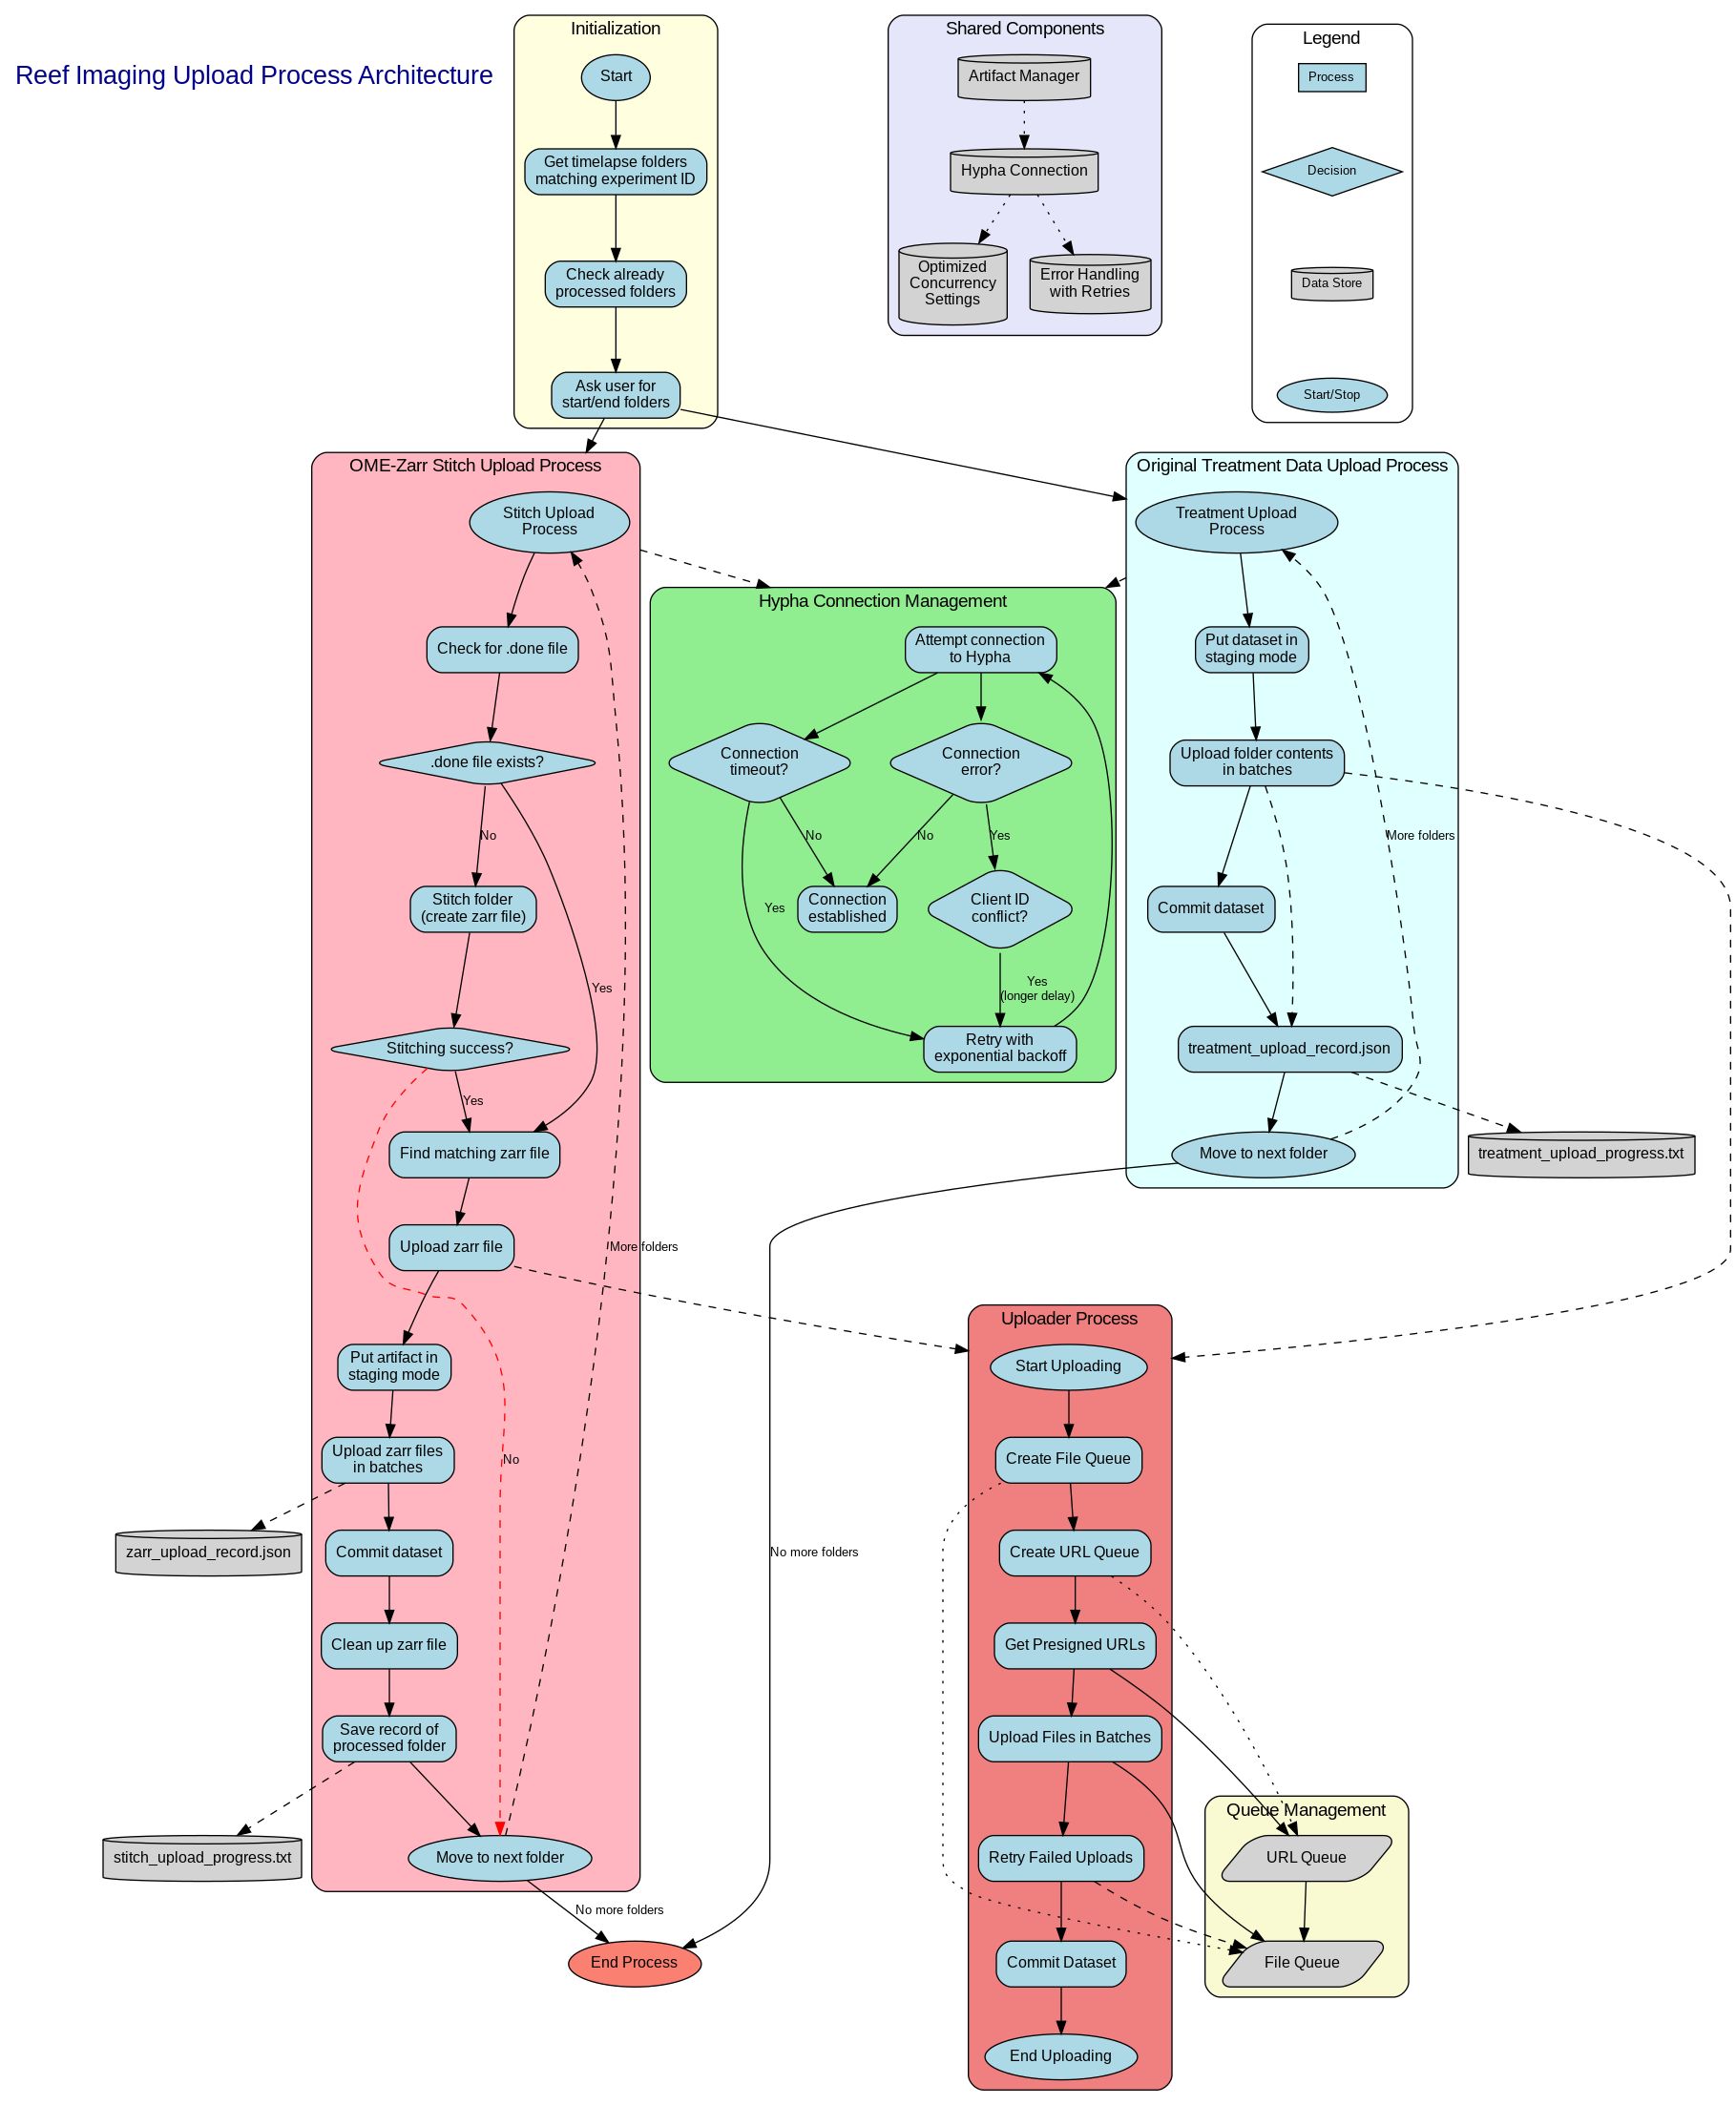 Reef Imaging Upload Process Architecture
Initialization
Start
Get timelapse folders
matching experiment ID
Check already
processed folders
Ask user for
start/end folders
Shared Components
Artifact Manager
Hypha Connection
Optimized
Concurrency
Settings
Error Handling
with Retries
Legend
Process
Decision
Data Store
Start/Stop
OME-Zarr Stitch Upload Process
Stitch Upload
Process
Check for .done file
.done file exists?
No
Yes
Stitch folder
(create zarr file)
Stitching success?
Yes
Find matching zarr file
Upload zarr file
More folders
Put artifact in
staging mode
Upload zarr files
in batches
No
zarr_upload_record.json
Commit dataset
Clean up zarr file
Save record of
processed folder
stitch_upload_progress.txt
Move to next folder
No more folders
End Process
Hypha Connection Management
Attempt connection
to Hypha
Connection
timeout?
Connection
error?
No
No
Yes
Yes
Connection
established
Client ID
conflict?
Yes
(longer delay)
Retry with
exponential backoff
Original Treatment Data Upload Process
Treatment Upload
Process
Put dataset in
staging mode
Upload folder contents
in batches
More folders
Commit dataset
treatment_upload_record.json
Move to next folder
treatment_upload_progress.txt
No more folders
Uploader Process
Start Uploading
Create File Queue
Create URL Queue
Get Presigned URLs
Upload Files in Batches
Retry Failed Uploads
Commit Dataset
End Uploading
Queue Management
URL Queue
File Queue